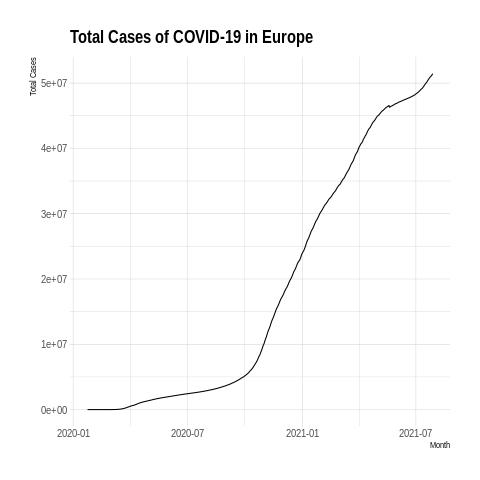 Total Cases of COVID-19 in Europe
Total Cases
5e+07
4e+07
3e+07
2e+07
1e+07
0e+00
2020-01
2020-07
2021-01
2021-07
Month